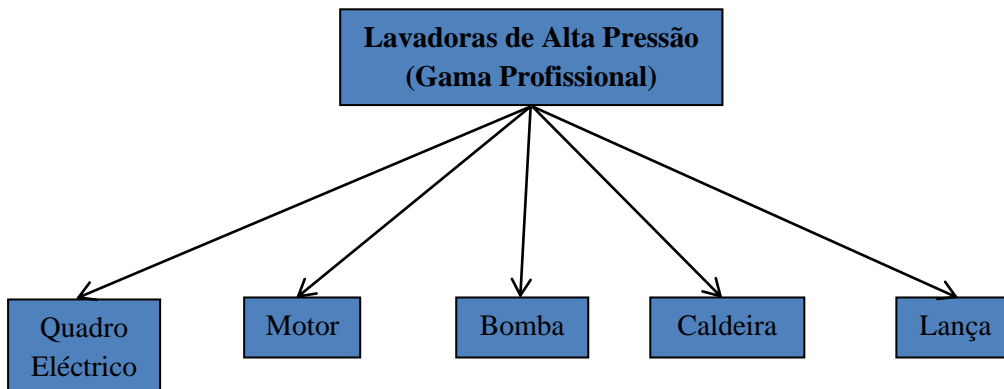 Lavadoras de Alta Pressão
(Gama Profissional)
Quadro
Eléctrico
Motor
Bomba
Caldeira
Lança